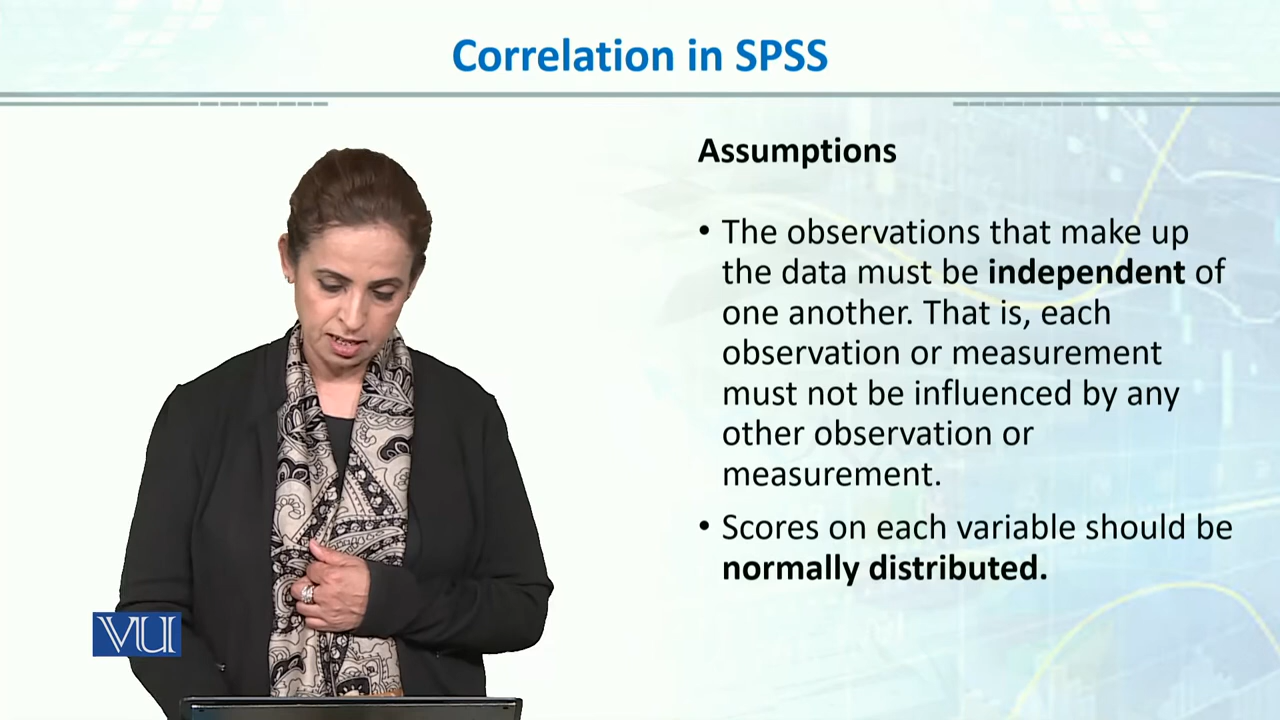 Correlation in SPSS
Assumptions
• The observations that make up
the data must be independent of
one another. That is, each
observation or measurement
must not be influenced by any
other observation or
measurement.
• Scores on each variable should be
normally distributed.
VU